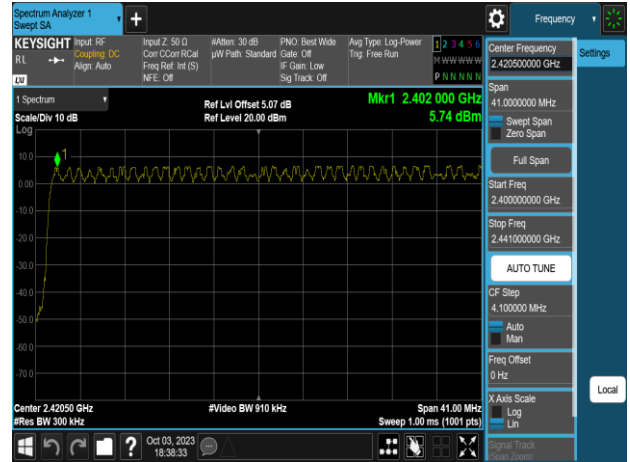 Spectrum Analyzer 1
Swept SA
+
Frequency
KEYSIGHT
RL
LXI
Input: RF
Coupling: DC
Align: Auto
Input Z: 50 Ω
Corr CCorr RCal
Freq Ref: Int (S)
NFE: Off
#Atten: 30 dB
µW Path: Standard
PNO: Best Wide
Gate: Off
IF Gain: Low
Sig Track: Off
Avg Type: Log-Power
Trig: Free Run
1 2 3 4 5 6
M W W W W W
P N N N N N
1 Spectrum
Scale/Div 10 dB
Log
Ref Lvl Offset 5.07 dB
Ref Level 20.00 dBm
Mkr1 2.402 000 GHz
5.74 dBm
1
10.0
0.00
-10.0
-20.0
-30.0
-40.0
-50.0
-60.0
-70.0
Center 2.42050 GHz
#Res BW 300 kHz
#Video BW 910 kHz
Span 41.00 MHz
Sweep 1.00 ms (1001 pts)
Center Frequency
2.420500000 GHz
Span
41.0000000 MHz
Swept Span
Zero Span
Full Span
Start Freq
2.400000000 GHz
Stop Freq
2.441000000 GHz
AUTO TUNE
CF Step
4.100000 MHz
Auto
Man
Freq Offset
0 Hz
X Axis Scale
Log
Lin
Signal Track
(Span Zoom)
Settings
Local
?
Oct 03, 2023
18:38:33